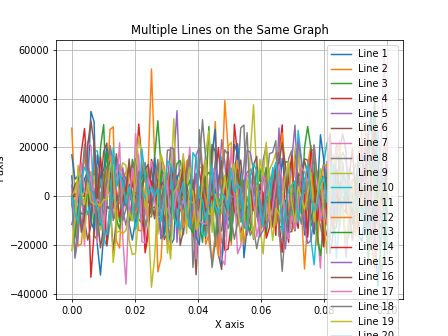 Multiple Lines on the Same Graph
60000
40000
20000
0
−20000
−40000
0.00
0.02
0.04
0.06
X axis
axis
Line 1
Line 2
Line 3
Line 4
Line 5
Line 6
Line 7
Line 8
Line 9
Line 10
Line 11
Line 12
Line 13
Line 14
Line 15
Line 16
Line 17
Line 18
Line 19
Line 20